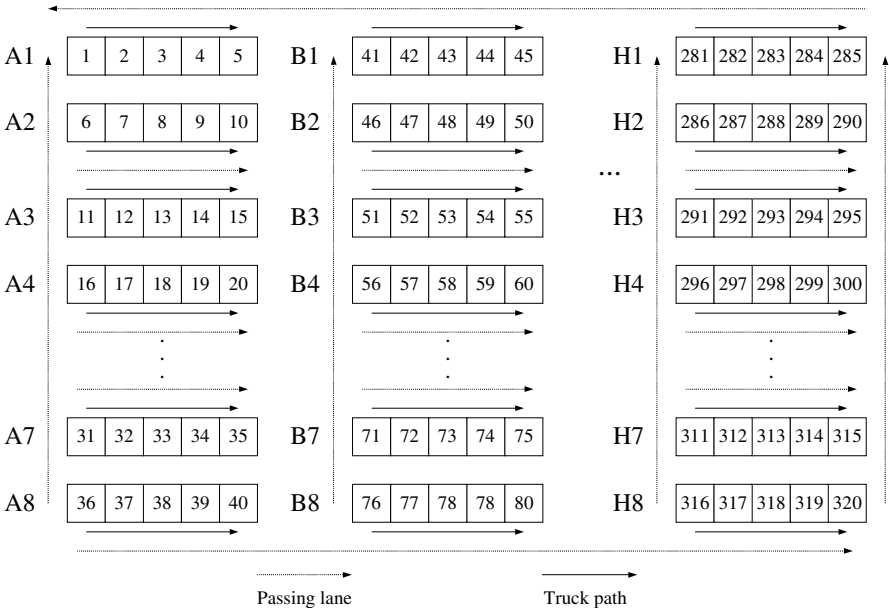 A1 1 2 3 4 5 B1 41 42 43 44 45 H1 281 282 283 284 285
A2 6 7 8 9 10 B2 46 47 48 49 50 H2 286 287 288 289 290
...
A3 11 12 13 14 15 B3 51 52 53 54 55 H3 291 292 293 294 295
A4 16 17 18 19 20 B4 56 57 58 59 60 H4 296 297 298 299 300
A7 31 32 33 34 35 B7 71 72 73 74 75 H7 311 312 313 314 315
A8 36 37 38 39 40 B8 76 77 78 78 80 H8 316 317 318 319 320
Passing lane Truck path